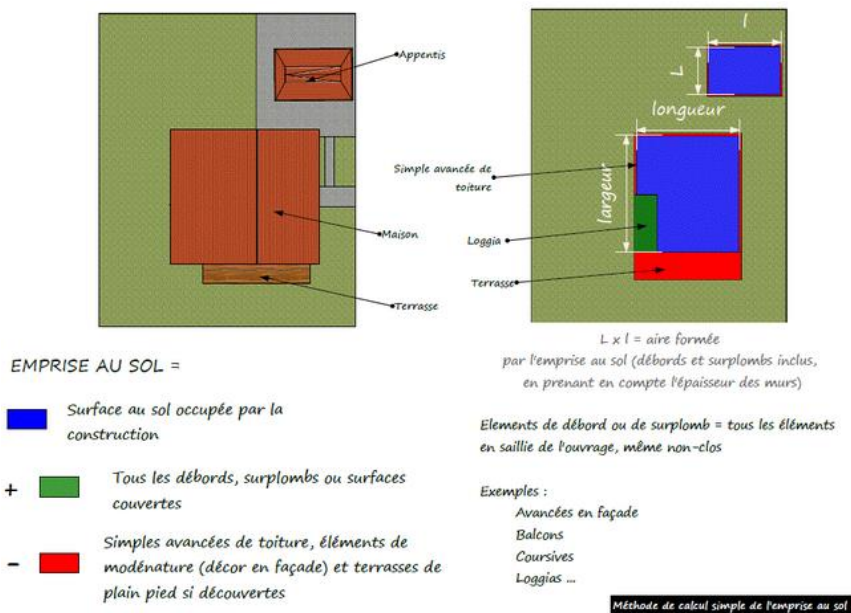 Appentis
Maison
Terrasse
l
L
longueur
largeur
Simple avancée de
toiture
Loggia
Terrasse
L x l = aire formée
par l'emprise au sol (débords et surplombs inclus,
en prenant en compte l'épaisseur des murs)
EMPRISE AU SOL =
Surface au sol occupée par la
construction
+
Tous les débords, surplombs ou surfaces
couvertes
-
Simples avancées de toiture, éléments de
modénature (décor en façade) et terrasses de
plain pied si découvertes
Elements de débord ou de surplomb = tous les éléments
en saillie de l'ouvrage, même non-clos
Exemples :
Avancées en façade
Balcons
Coursives
Loggias ...
Méthode de calcul simple de l'emprise au sol